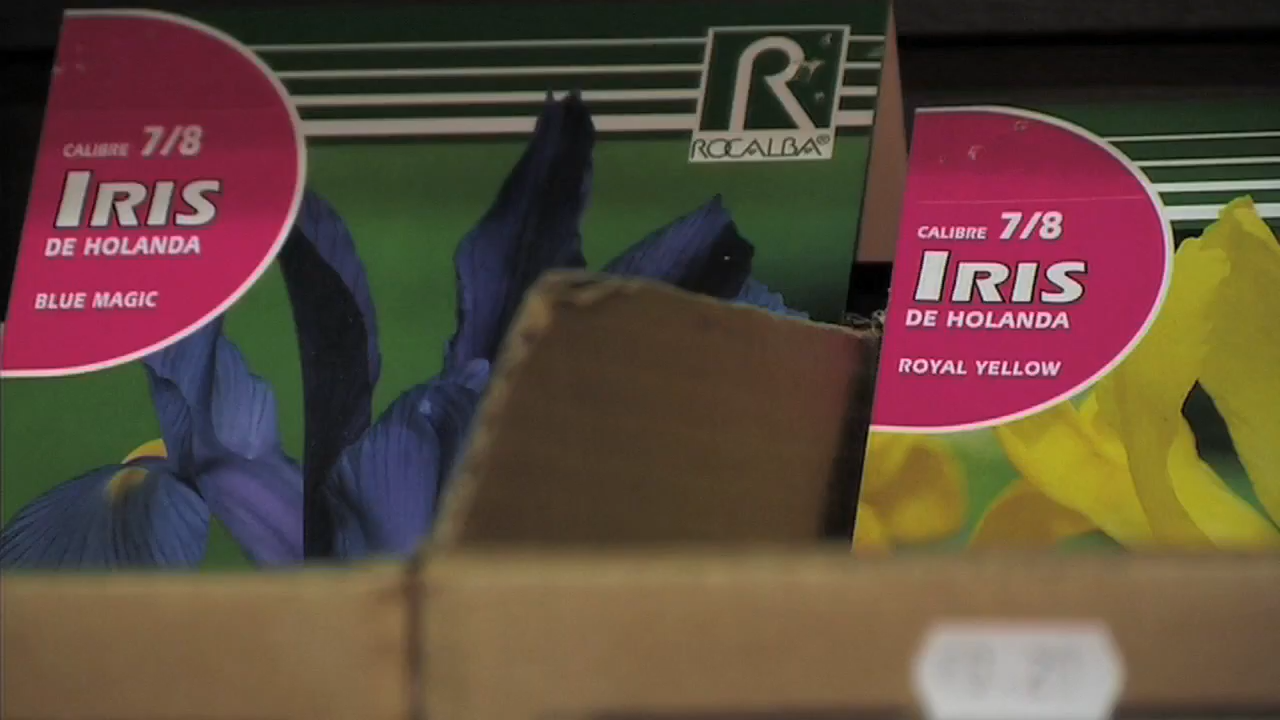 CALIBRE 7/8
IRIS
DE HOLANDA
BLUE MAGIC
R
ROCALBA®
CALIBRE 7/8
IRIS
DE HOLANDA
ROYAL YELLOW